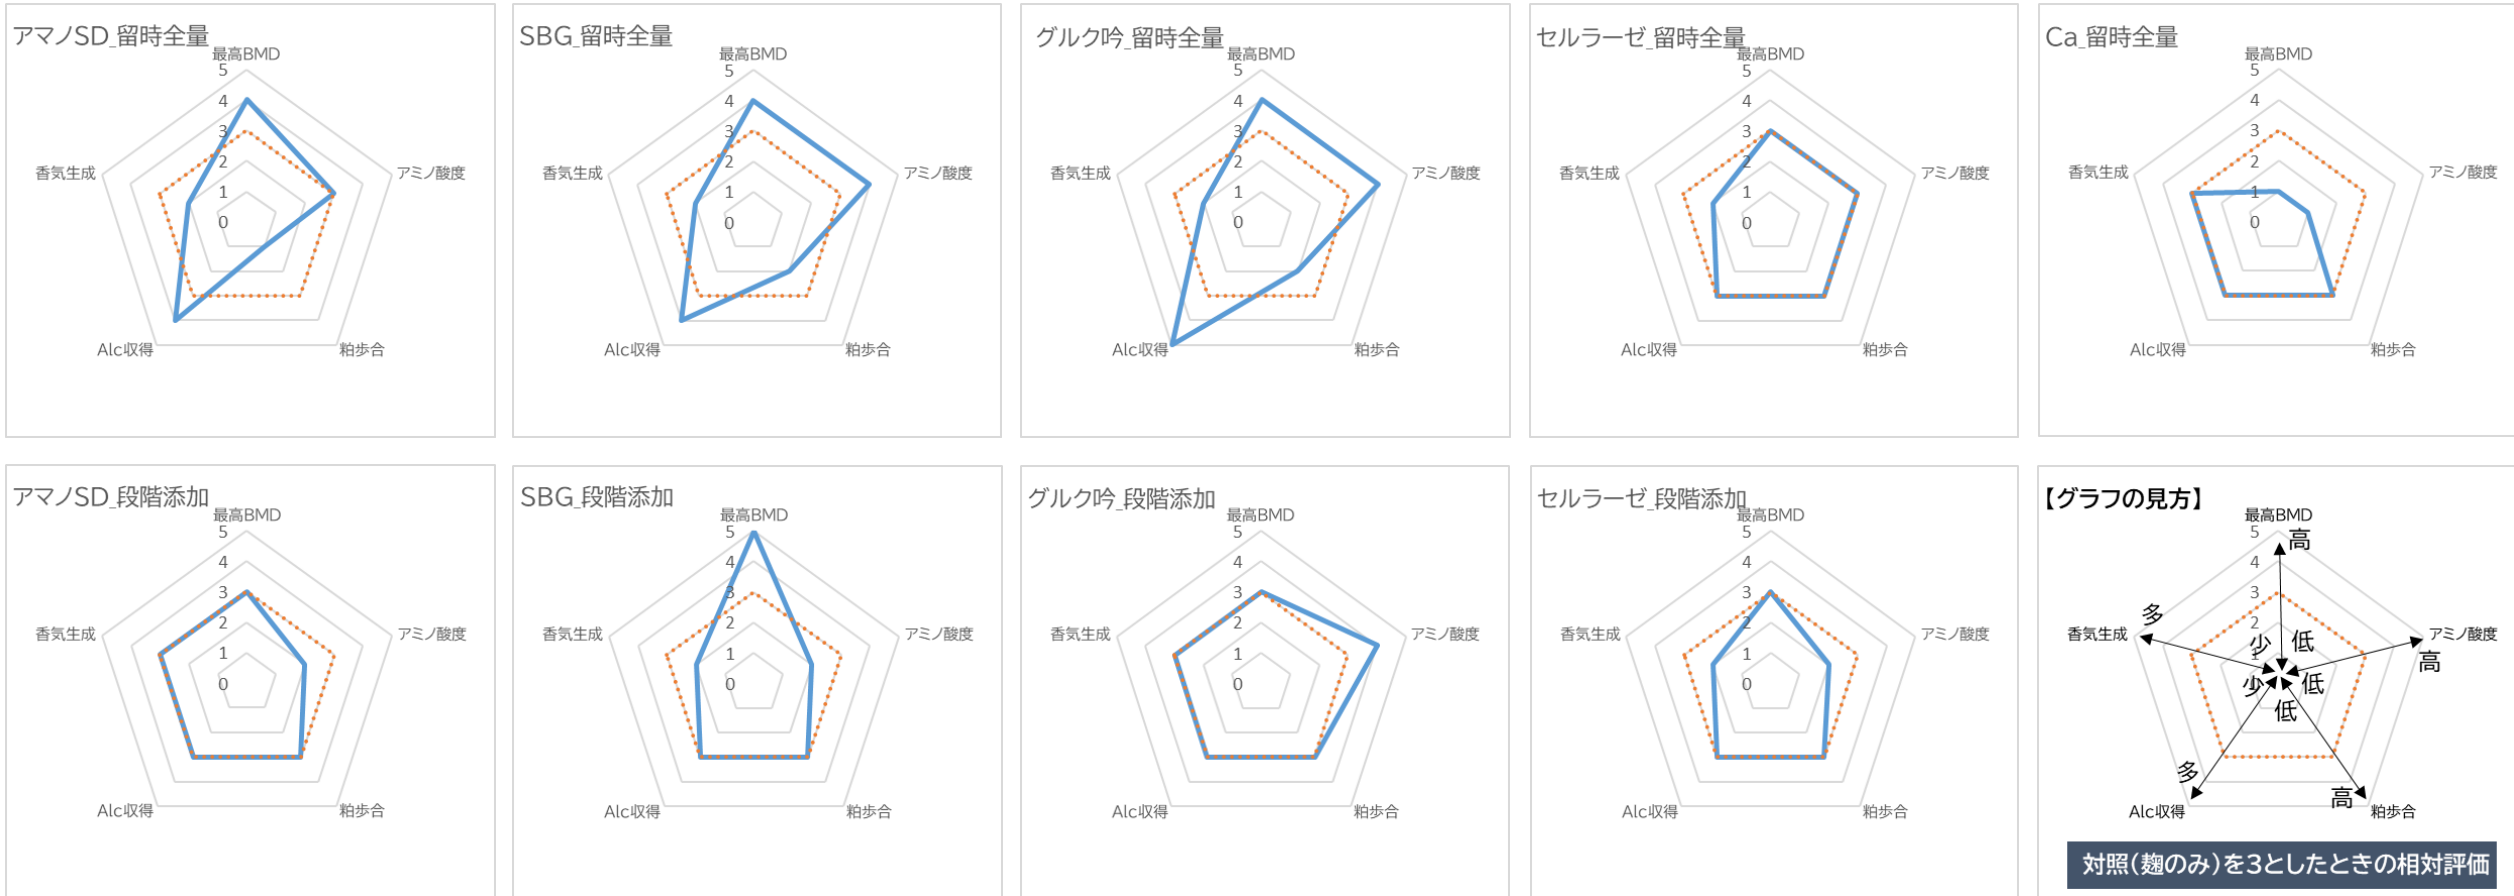 アマノSD_留時全量
最高BMD
5
4
3
2
1
0
アミノ酸度
粕歩合
Alc収得
香気生成
SBG_留時全量
最高BMD
5
4
3
2
1
0
アミノ酸度
粕歩合
Alc収得
香気生成
グルク吟_留時全量
最高BMD
5
4
3
2
1
0
アミノ酸度
粕歩合
Alc収得
香気生成
セルラーゼ_留時全量
最高BMD
5
4
3
2
1
0
アミノ酸度
粕歩合
Alc収得
香気生成
Ca_留時全量
最高BMD
5
4
3
2
1
0
アミノ酸度
粕歩合
Alc収得
香気生成
アマノSD_段階添加
最高BMD
5
4
3
2
1
0
アミノ酸度
粕歩合
Alc収得
香気生成
SBG_段階添加
最高BMD
5
4
3
2
1
0
アミノ酸度
粕歩合
Alc収得
香気生成
グルク吟_段階添加
最高BMD
5
4
3
2
1
0
アミノ酸度
粕歩合
Alc収得
香気生成
セルラーゼ_段階添加
最高BMD
5
4
3
2
1
0
アミノ酸度
粕歩合
Alc収得
香気生成
【グラフの見方】
最高BMD
5
高
4
3
2
1
0
多
香気生成
少
低
アミノ酸度
高
少
低
低
多
高
Alc収得
粕歩合
対照(麹のみ)を3としたときの相対評価